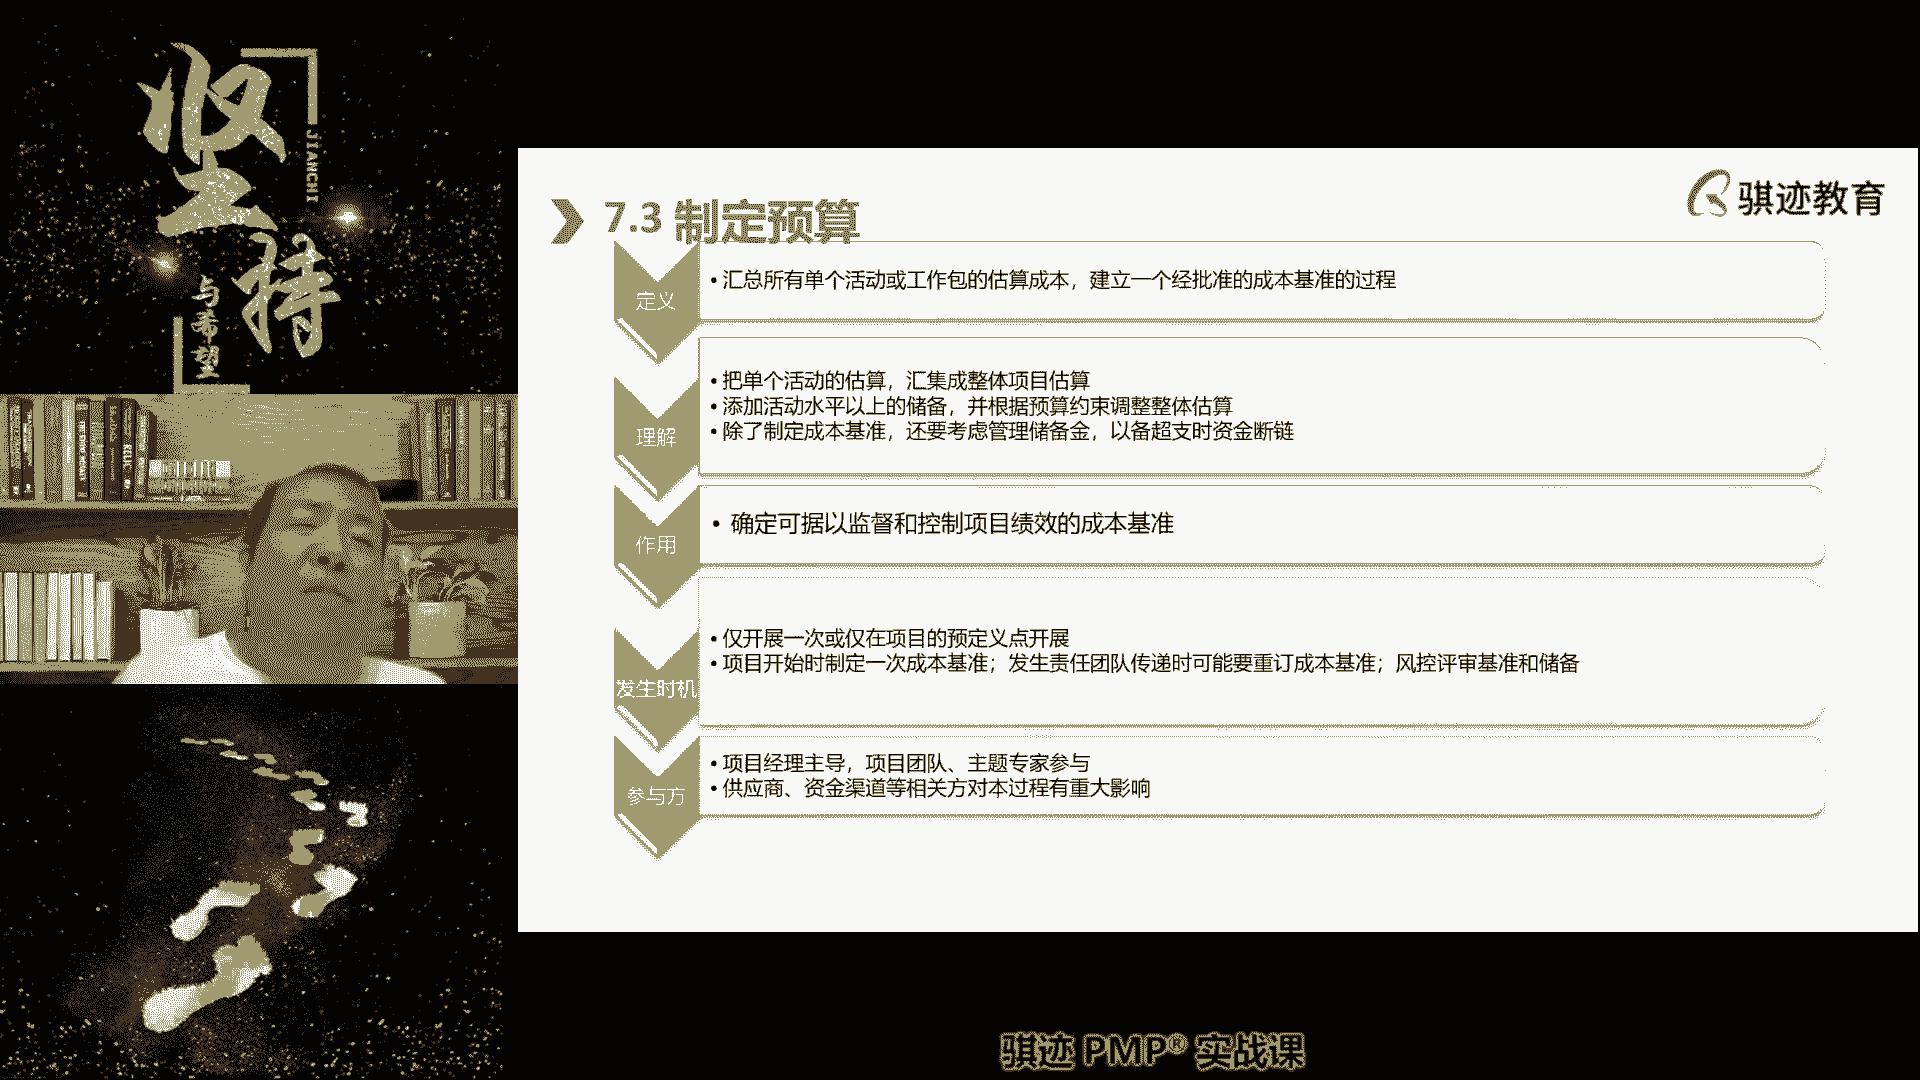 坚持
JIANCHI
与希望
骐迹教育
7.3 制定预算
定义
• 汇总所有单个活动或工作包的估算成本，建立一个经批准的成本基准的过程
理解
• 把单个活动的估算，汇集成整体项目估算
• 添加活动水平以上的储备，并根据预算约束调整整体估算
• 除了制定成本基准，还要考虑管理储备金，以备超支时资金断链
作用
• 确定可据以监督和控制项目绩效的成本基准
发生时机
• 仅开展一次或仅在项目的预定义点开展
• 项目开始时制定一次成本基准；发生责任团队传递时可能要重订成本基准；风控评审基准和储备
参与方
• 项目经理主导，项目团队、主题专家参与
• 供应商、资金渠道等相关方对本过程有重大影响
骐迹 PMP® 实战课